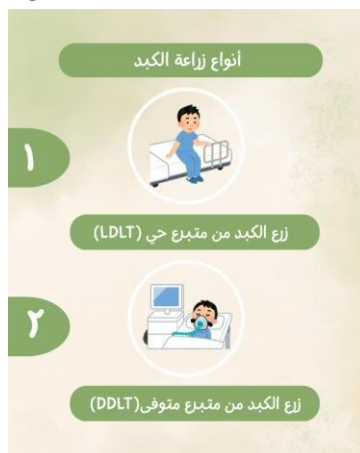 أنواع زراعة الكبد
١
زرع الكبد من متبرع حي (LDLT)
٢
زرع الكبد من متبرع متوفى(DDLT)